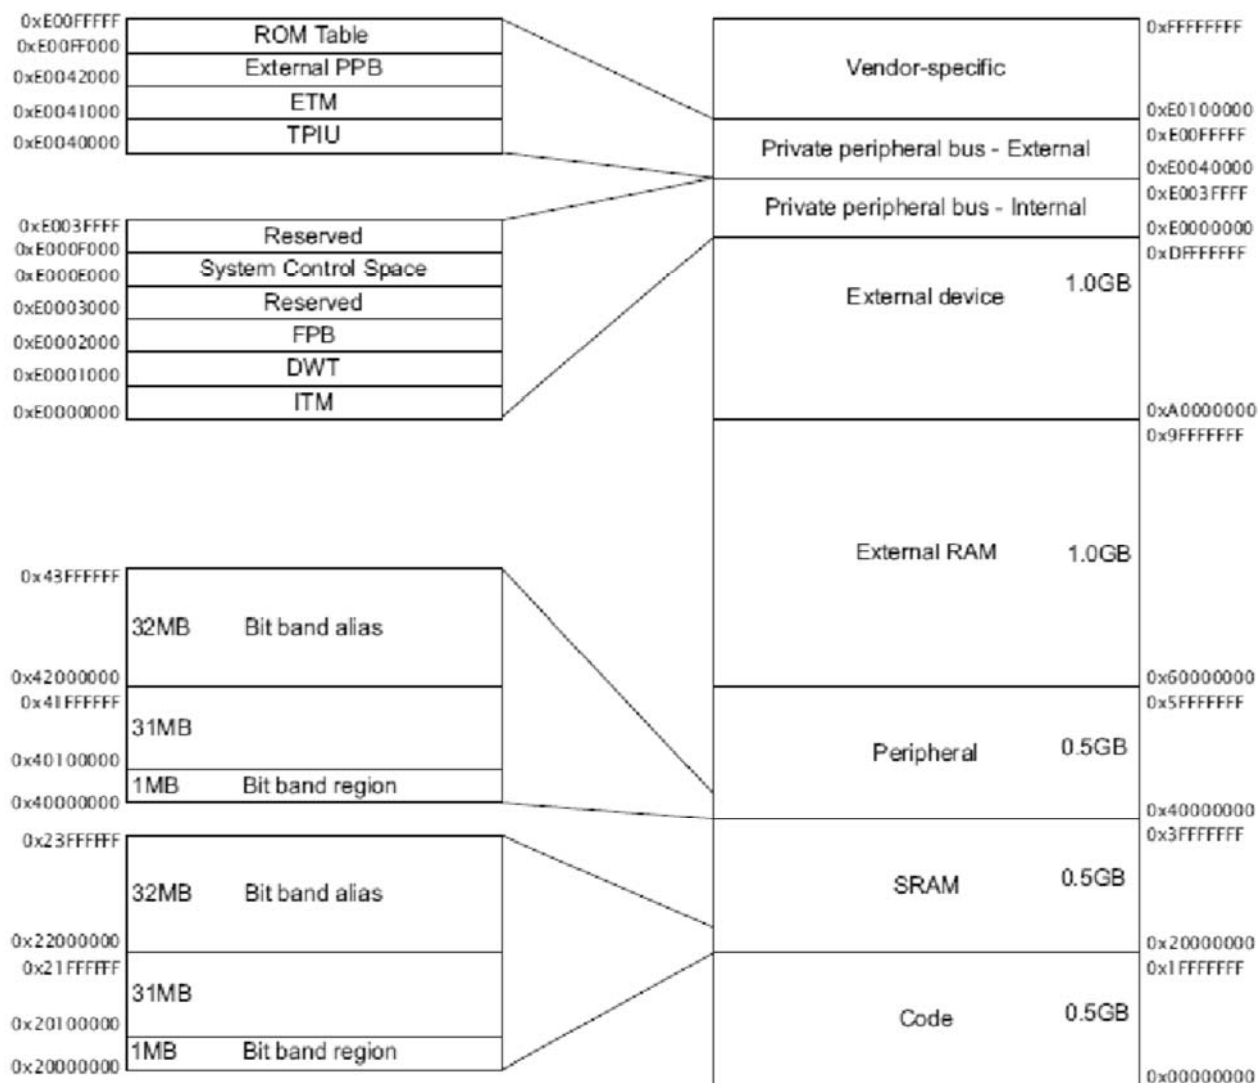 0xE00FFFFF
ROM Table
0xE00FF000
External PPB
0xE0042000
ETM
0xE0041000
TPIU
0xE0040000
0xE003FFFF
Reserved
0xE000F000
System Control Space
0xE000E000
Reserved
0xE0003000
FPB
0xE0002000
DWT
0xE0001000
ITM
0xE0000000
0x43FFFFFF
32MB Bit band alias
0x42000000
0x41FFFFFF
31MB
0x40100000
1MB Bit band region
0x40000000
0x23FFFFFF
32MB Bit band alias
0x22000000
0x21FFFFFF
31MB
0x20100000
1MB Bit band region
0x20000000
0xFFFFFFFF
Vendor-specific
0xE0100000
0xE00FFFFF
Private peripheral bus - External
0xE0040000
0xE003FFFF
Private peripheral bus - Internal
0xE0000000
0xDFFFFFFF
External device 1.0GB
0xA0000000
0x9FFFFFFF
External RAM 1.0GB
0x60000000
0x5FFFFFFF
Peripheral 0.5GB
0x40000000
0x3FFFFFFF
SRAM 0.5GB
0x20000000
0x1FFFFFFF
Code 0.5GB
0x00000000